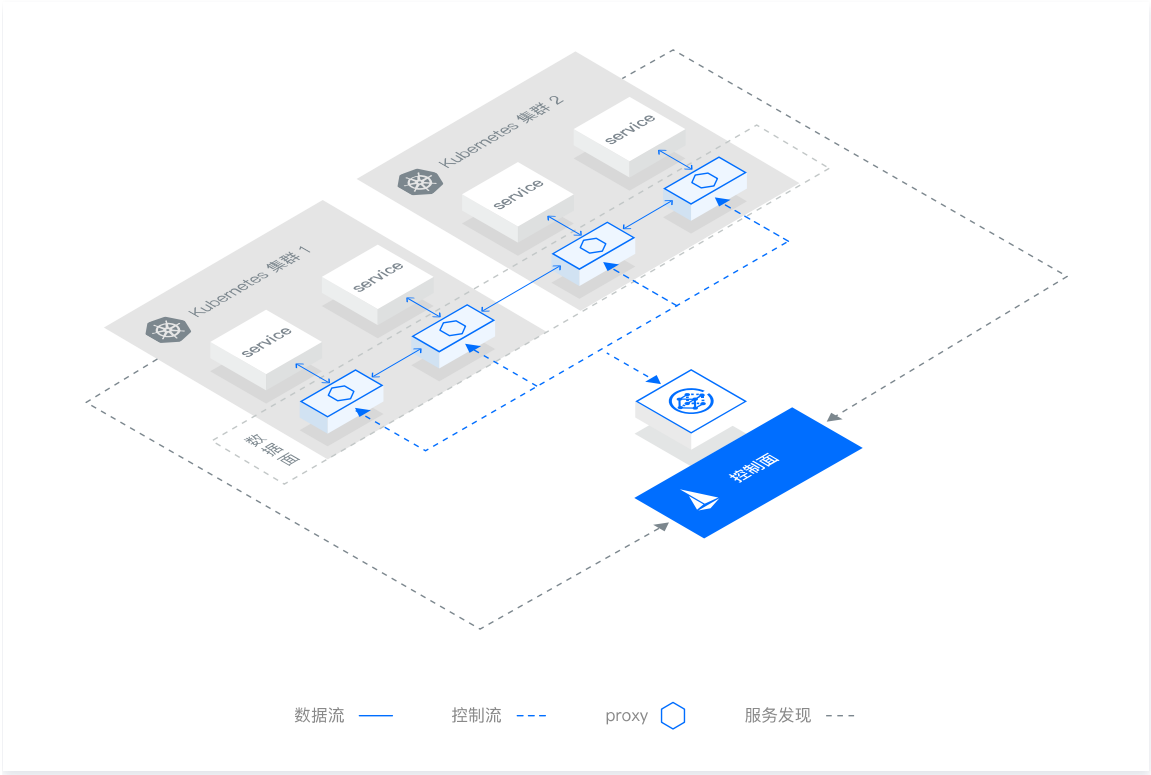 Kubernetes 集群 2
service
service
Kubernetes 集群 1
service
service
数据面
控制面
数据流
控制流
proxy
服务发现